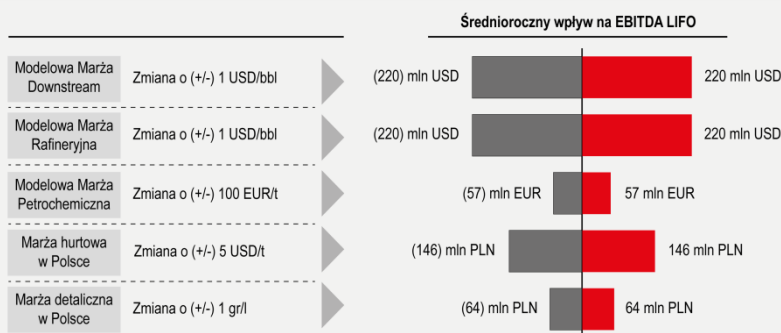 Średnioroczny wpływ na EBITDA LIFO
Modelowa Marża
Downstream
Zmiana o (+/-) 1 USD/bbl
(220) mln USD
220 mln USD
Modelowa Marża
Rafineryjna
Zmiana o (+/-) 1 USD/bbl
(220) mln USD
220 mln USD
Modelowa Marża
Petrochemiczna
Zmiana o (+/-) 100 EUR/t
(57) mln EUR
57 mln EUR
Marża hurtowa
w Polsce
Zmiana o (+/-) 5 USD/t
(146) mln PLN
146 mln PLN
Marża detaliczna
w Polsce
Zmiana o (+/-) 1 gr/l
(64) mln PLN
64 mln PLN